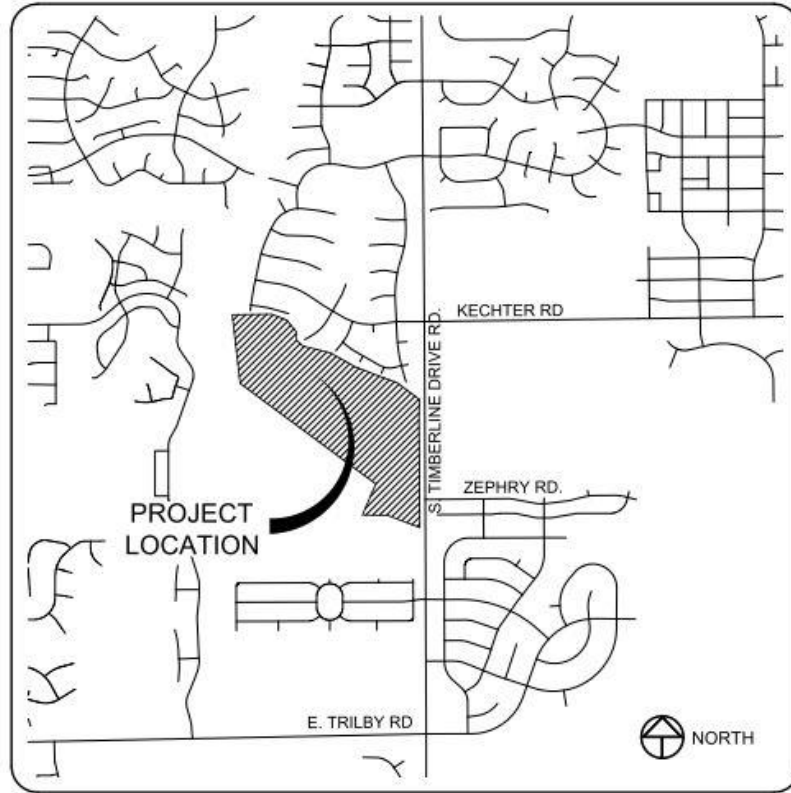 KECHTER RD
S. TIMBERLINE DRIVE RD.
ZEPHRY RD.
PROJECT
LOCATION
E. TRILBY RD
NORTH